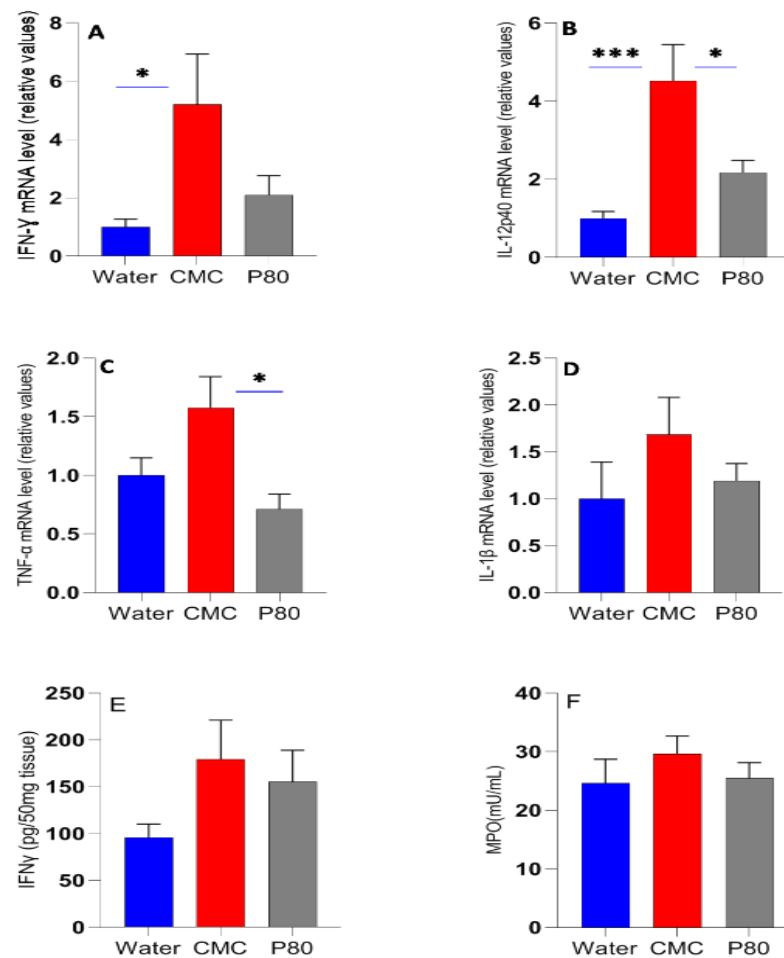 A
IFN-Ɣ mRNA level (relative values)
8
6
4
2
0
*
Water CMC P80
B
IL-12p40 mRNA level (relative values)
6
4
2
0
*** *
Water CMC P80
C
TNF-α mRNA level (relative values)
2.0
1.5
1.0
0.5
0.0
*
Water CMC P80
D
IL-1β mRNA level (relative values)
2.5
2.0
1.5
1.0
0.5
0.0
Water CMC P80
E
IFNγ (pg/50mg tissue)
250
200
150
100
50
0
Water CMC P80
F
MPO(mU/mL)
40
30
20
10
0
Water CMC P80